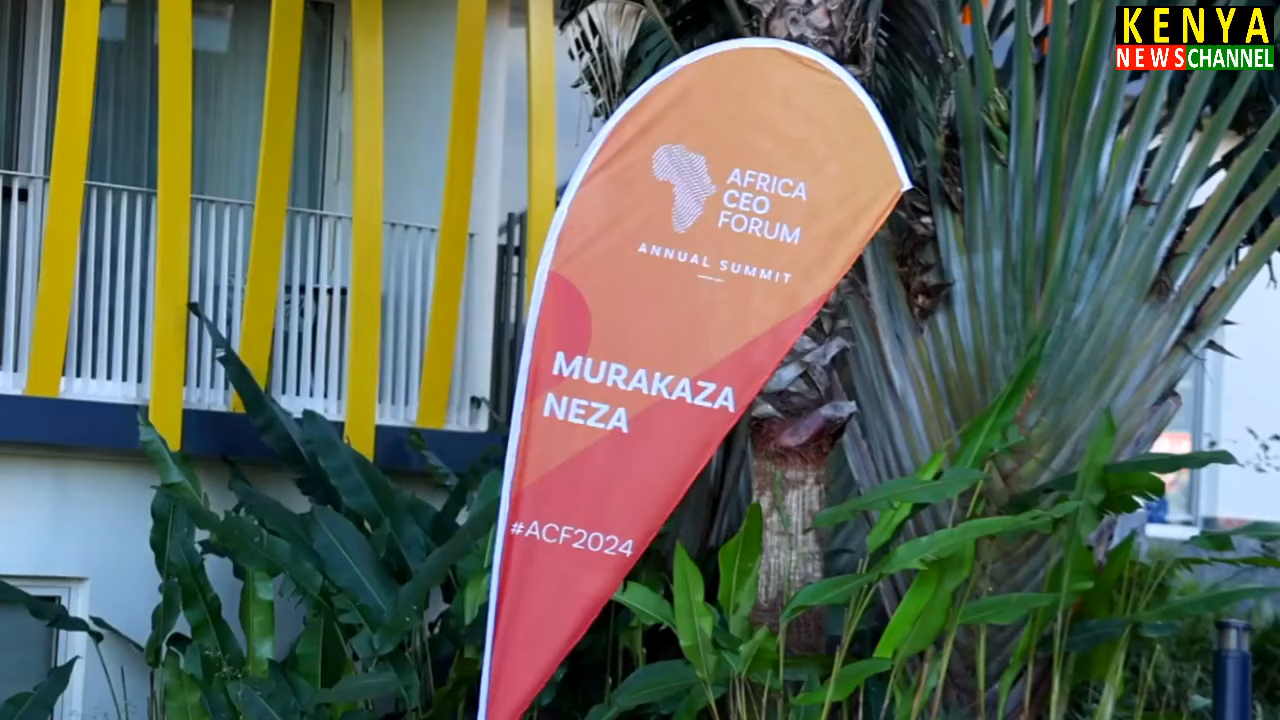 KENYA
NEWS CHANNEL
AFRICA
CEO
FORUM
ANNUAL SUMMIT
MURAKAZA
NEZA
#ACF2024